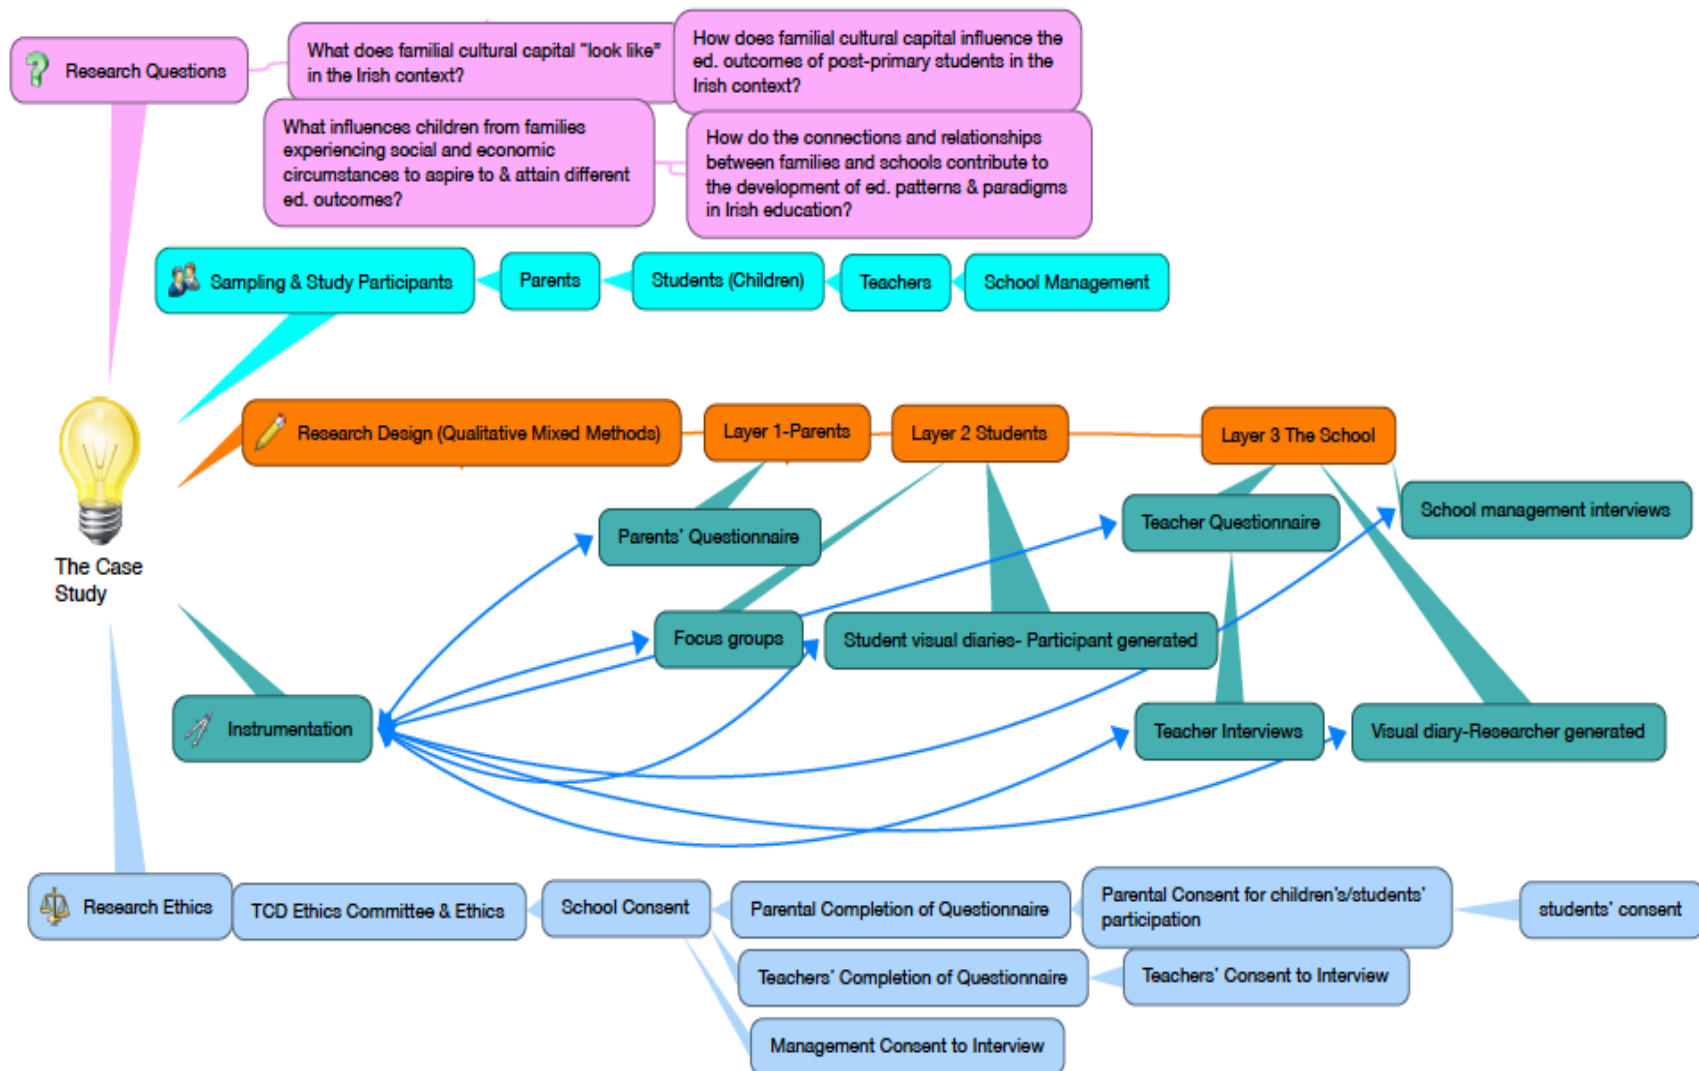 Research Questions
What does familial cultural capital “look like”
in the Irish context?
How does familial cultural capital influence the
ed. outcomes of post-primary students in the
Irish context?
What influences children from families
experiencing social and economic
circumstances to aspire to & attain different
ed. outcomes?
How do the connections and relationships
between families and schools contribute to
the development of ed. patterns & paradigms
in Irish education?
Sampling & Study Participants
Parents
Students (Children)
Teachers
School Management
The Case
Study
Research Design (Qualitative Mixed Methods)
Layer 1-Parents
Layer 2 Students
Layer 3 The School
Parents’ Questionnaire
Teacher Questionnaire
School management interviews
Focus groups
Student visual diaries- Participant generated
Instrumentation
Teacher Interviews
Visual diary-Researcher generated
Research Ethics
TCD Ethics Committee & Ethics
School Consent
Parental Completion of Questionnaire
Parental Consent for children’s/students’
participation
students’ consent
Teachers’ Completion of Questionnaire
Teachers’ Consent to Interview
Management Consent to Interview